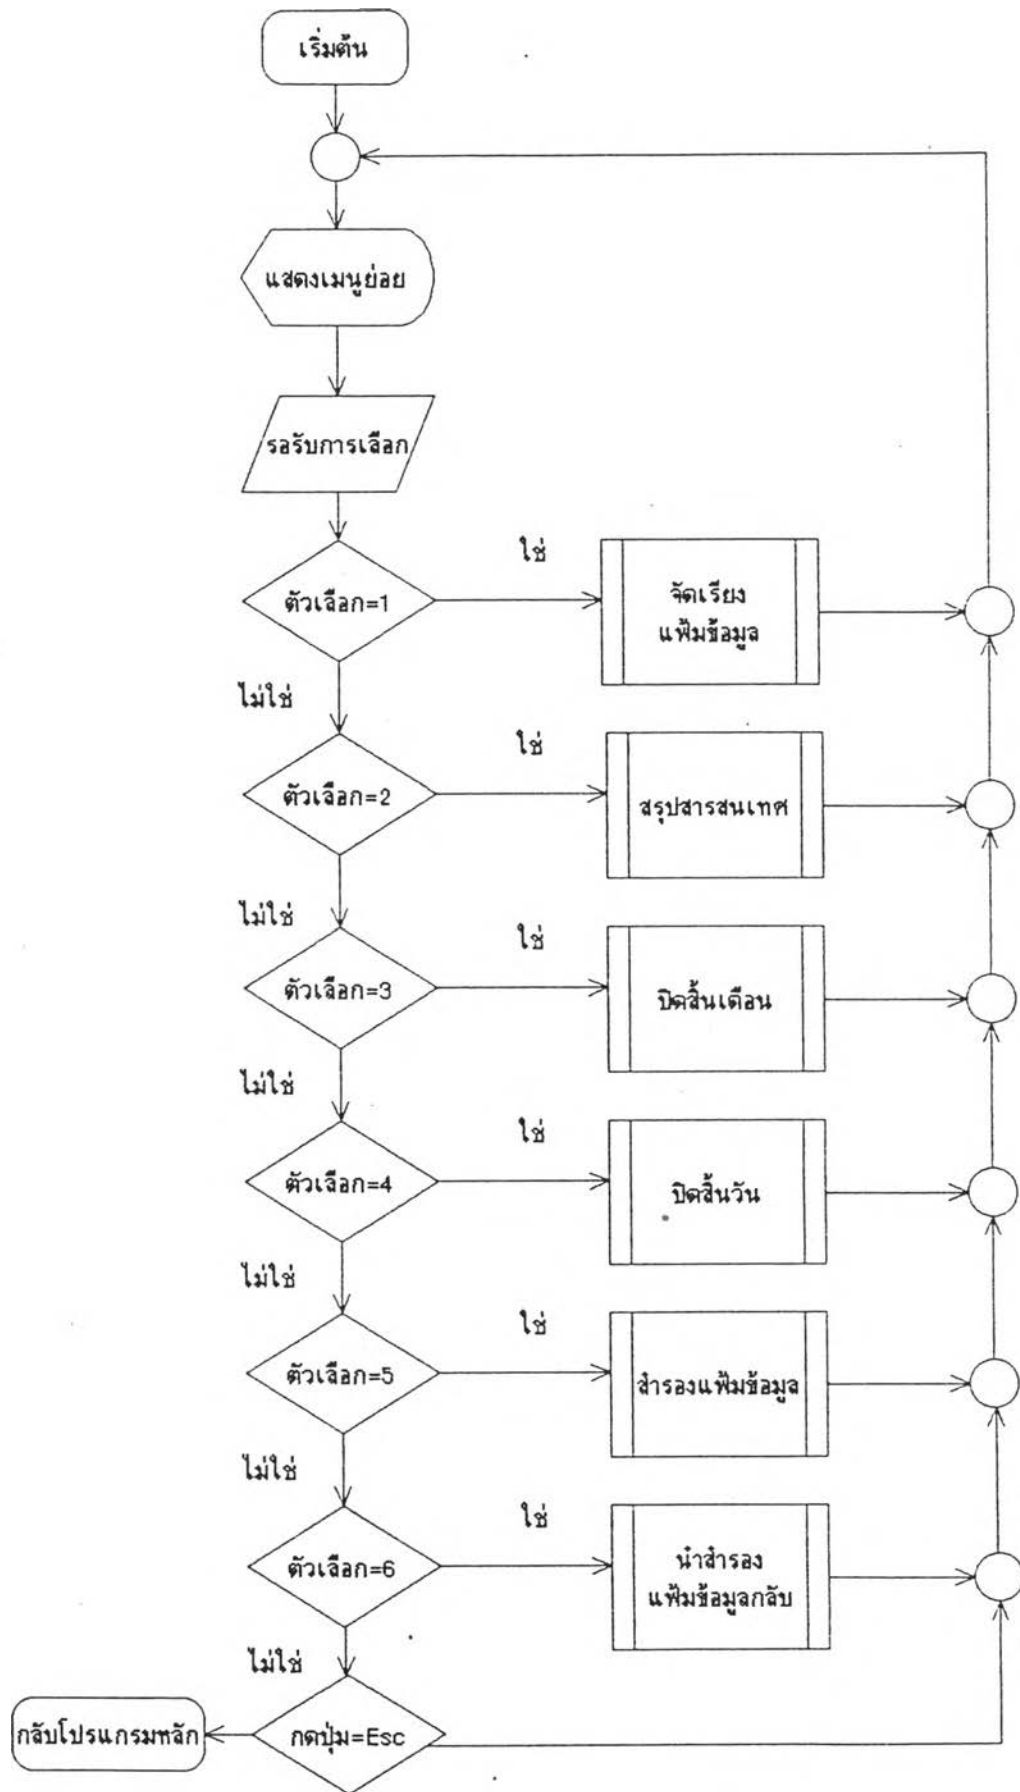 เริ่มต้น
แสดงเมนูย่อย
รอรับการเลือก
ตัวเลือก=1
ใช่
จัดเรียง
แฟ้มข้อมูล
ไม่ใช่
ตัวเลือก=2
ใช่
สรุปสารสนเทศ
ไม่ใช่
ตัวเลือก=3
ใช่
ปิดสิ้นเดือน
ไม่ใช่
ตัวเลือก=4
ใช่
ปิดสิ้นวัน
ไม่ใช่
ตัวเลือก=5
ใช่
สำรองแฟ้มข้อมูล
ไม่ใช่
ตัวเลือก=6
ใช่
นำสำรอง
แฟ้มข้อมูลกลับ
ไม่ใช่
กดปุ่ม=Esc
กลับโปรแกรมหลัก